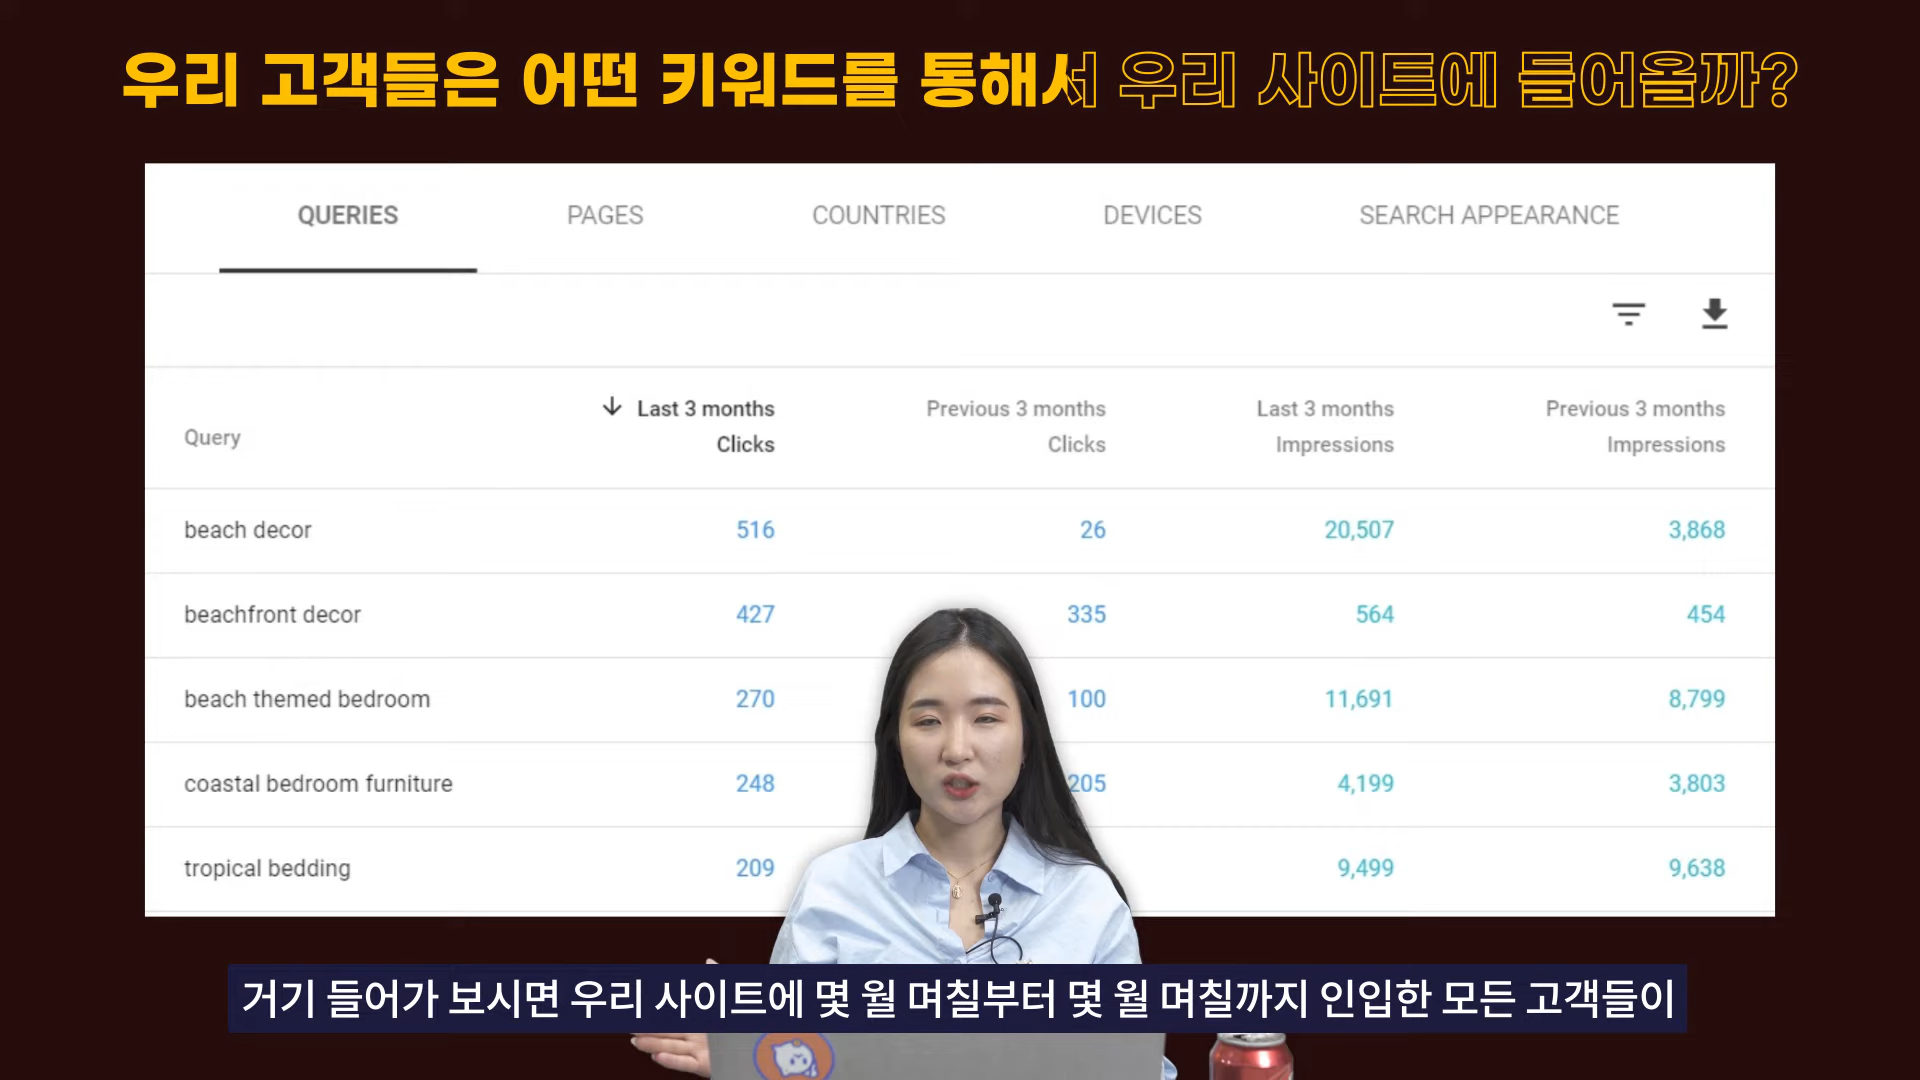 우리 고객들은 어떤 키워드를 통해서 우리 사이트에 들어올까?
QUERIES PAGES COUNTRIES DEVICES SEARCH APPEARANCE
Query Last 3 months Clicks Previous 3 months Clicks Last 3 months Impressions Previous 3 months Impressions
beach decor 516 26 20,507 3,868
beachfront decor 427 335 564 454
beach themed bedroom 270 100 11,691 8,799
coastal bedroom furniture 248 205 4,199 3,803
tropical bedding 209 9,499 9,638
거기 들어가 보시면 우리 사이트에 몇 월 며칠부터 몇 월 며칠까지 인입한 모든 고객들이